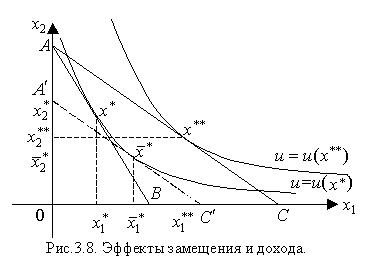 x₂
A
A′
x₂*
x*
x₂**
x**
x̄₂*
x̄*
u = u(x**)
u=u(x*)
B
0
x₁*
x̄₁*
x₁**
C′
C
x₁
Рис.3.8. Эффекты замещения и дохода.